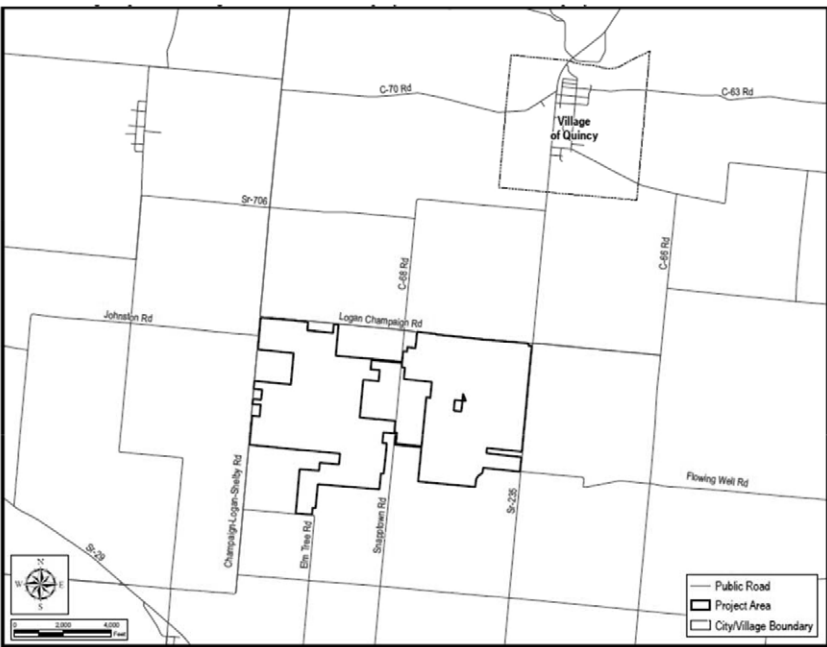 C-70 Rd
C-63 Rd
Village
of Quincy
Sr-706
C-68 Rd
C-66 Rd
Johnston Rd
Logan Champaign Rd
Champaign-Logan-Shelby Rd
Elm Tree Rd
Snapptown Rd
Sr-235
Flowing Well Rd
Sr-29
N
W
E
S
0 2,000 4,000
Feet
Public Road
Project Area
City/Village Boundary